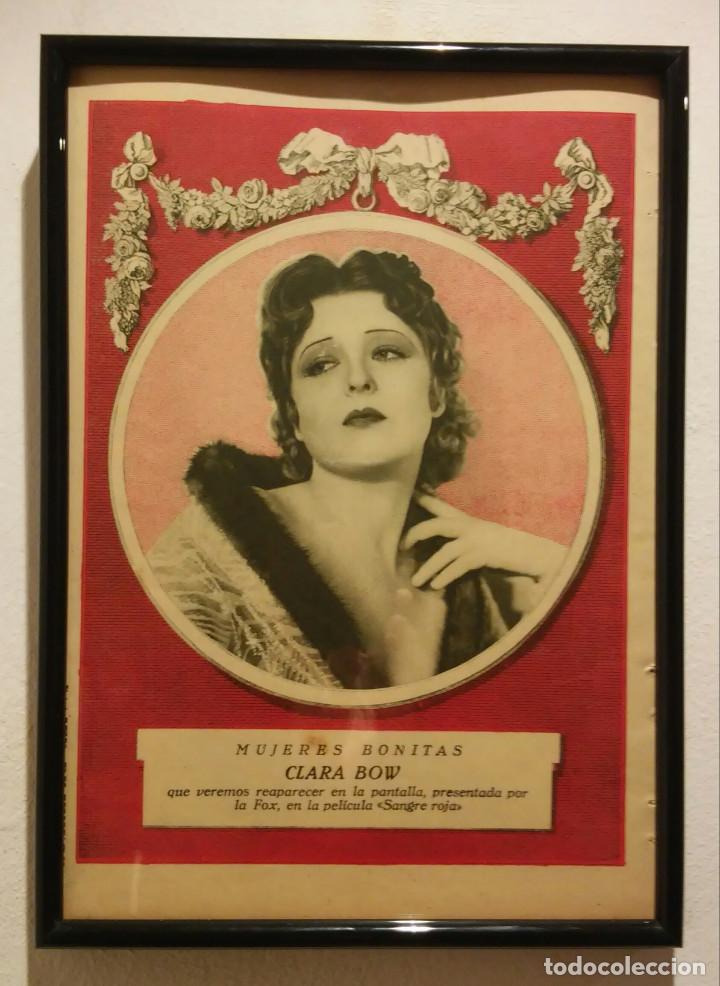 MUJERES BONITAS
CLARA BOW
que veremos reaparecer en la pantalla, presentada por
la Fox, en la película «Sangre roja»
todocoleccion